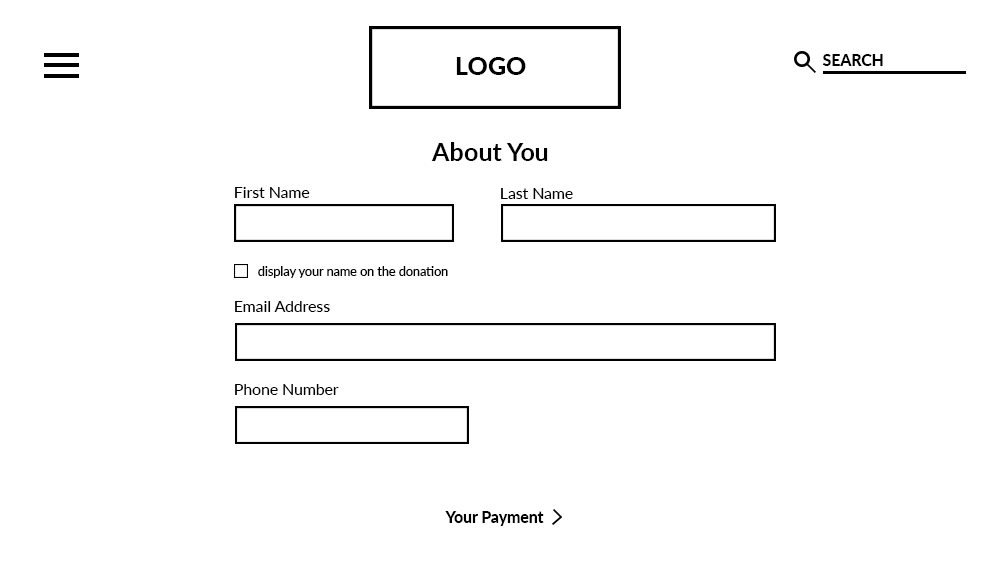 LOGO
SEARCH
About You
First Name
Last Name
display your name on the donation
Email Address
Phone Number
Your Payment